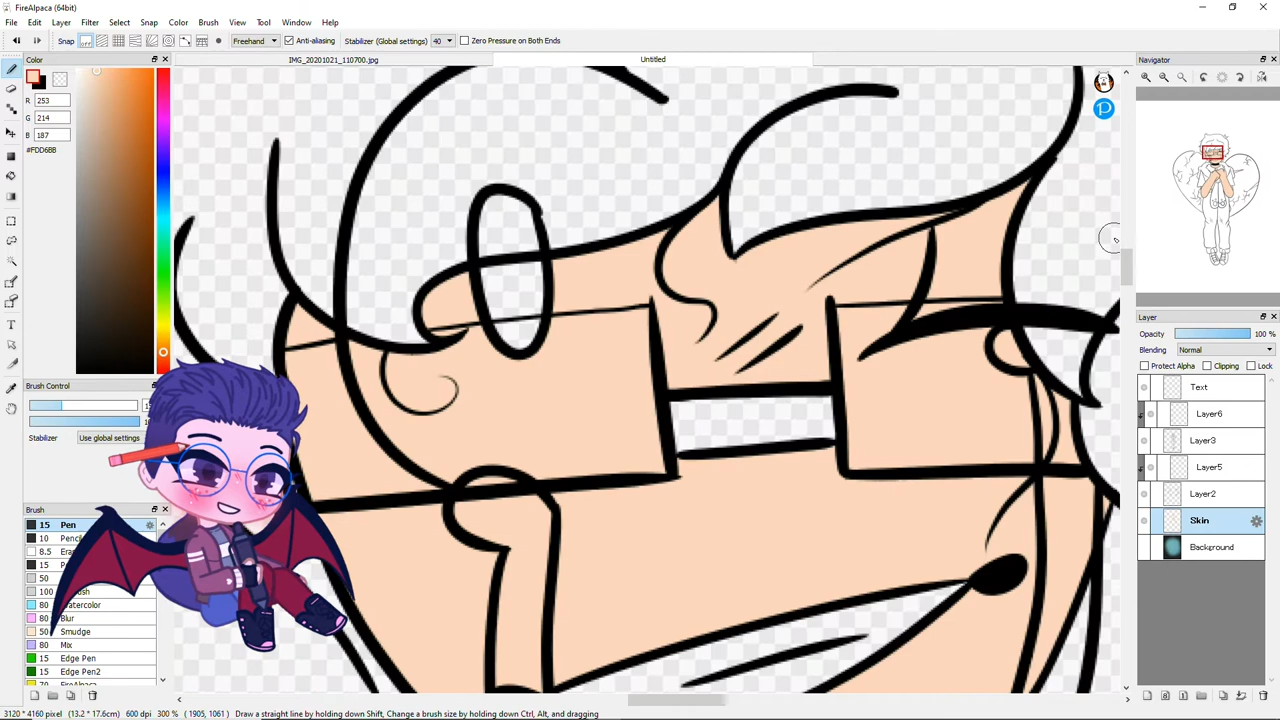 FireAlpaca (64bit)
File Edit Layer Filter Select Snap Color Brush View Tool Window Help
Snap OFF Freehand Anti-aliasing Stabilizer (Global settings) 40 Zero Pressure on Both Ends
Color
R 253
G 214
B 187
#FDD6BB
Brush Control
Stabilizer Use global settings
Brush
15 Pen
10 Pencil
8.5
15
50
100
80 Watercolor
80 Blur
50 Smudge
80 Mix
15 Edge Pen
15 Edge Pen2
IMG_20201021_110700.jpg Untitled
Navigator
Layer
Opacity 100 %
Blending Normal
Protect Alpha Clipping Lock
Text
Layer6
Layer3
Layer5
Layer2
Skin
Background
3120 * 4160 pixel (13.2 * 17.6cm) 600 dpi 300 % (1905, 1061) Draw a straight line by holding down Shift, Change a brush size by holding down Ctrl, Alt, and dragging